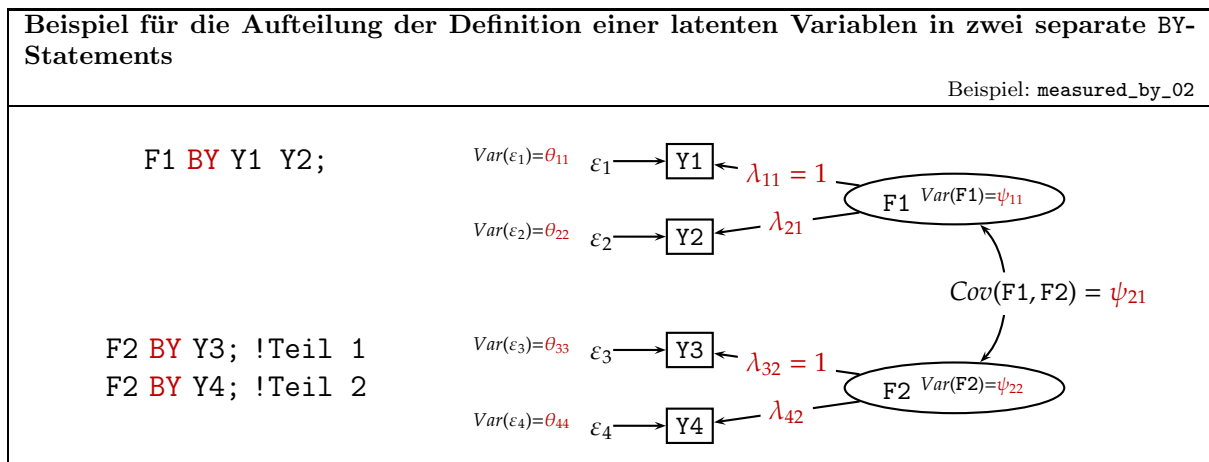 Beispiel für die Aufteilung der Definition einer latenten Variablen in zwei separate BY-
Statements
Beispiel: measured_by_02
F1 BY Y1 Y2;
Var(ε₁)=θ₁₁ ε₁ Y1 λ₁₁ = 1
F1 Var(F1)=ψ₁₁
Var(ε₂)=θ₂₂ ε₂ Y2 λ₂₁
Cov(F1, F2) = ψ₂₁
F2 BY Y3; !Teil 1
F2 BY Y4; !Teil 2
Var(ε₃)=θ₃₃ ε₃ Y3 λ₃₂ = 1
F2 Var(F2)=ψ₂₂
Var(ε₄)=θ₄₄ ε₄ Y4 λ₄₂